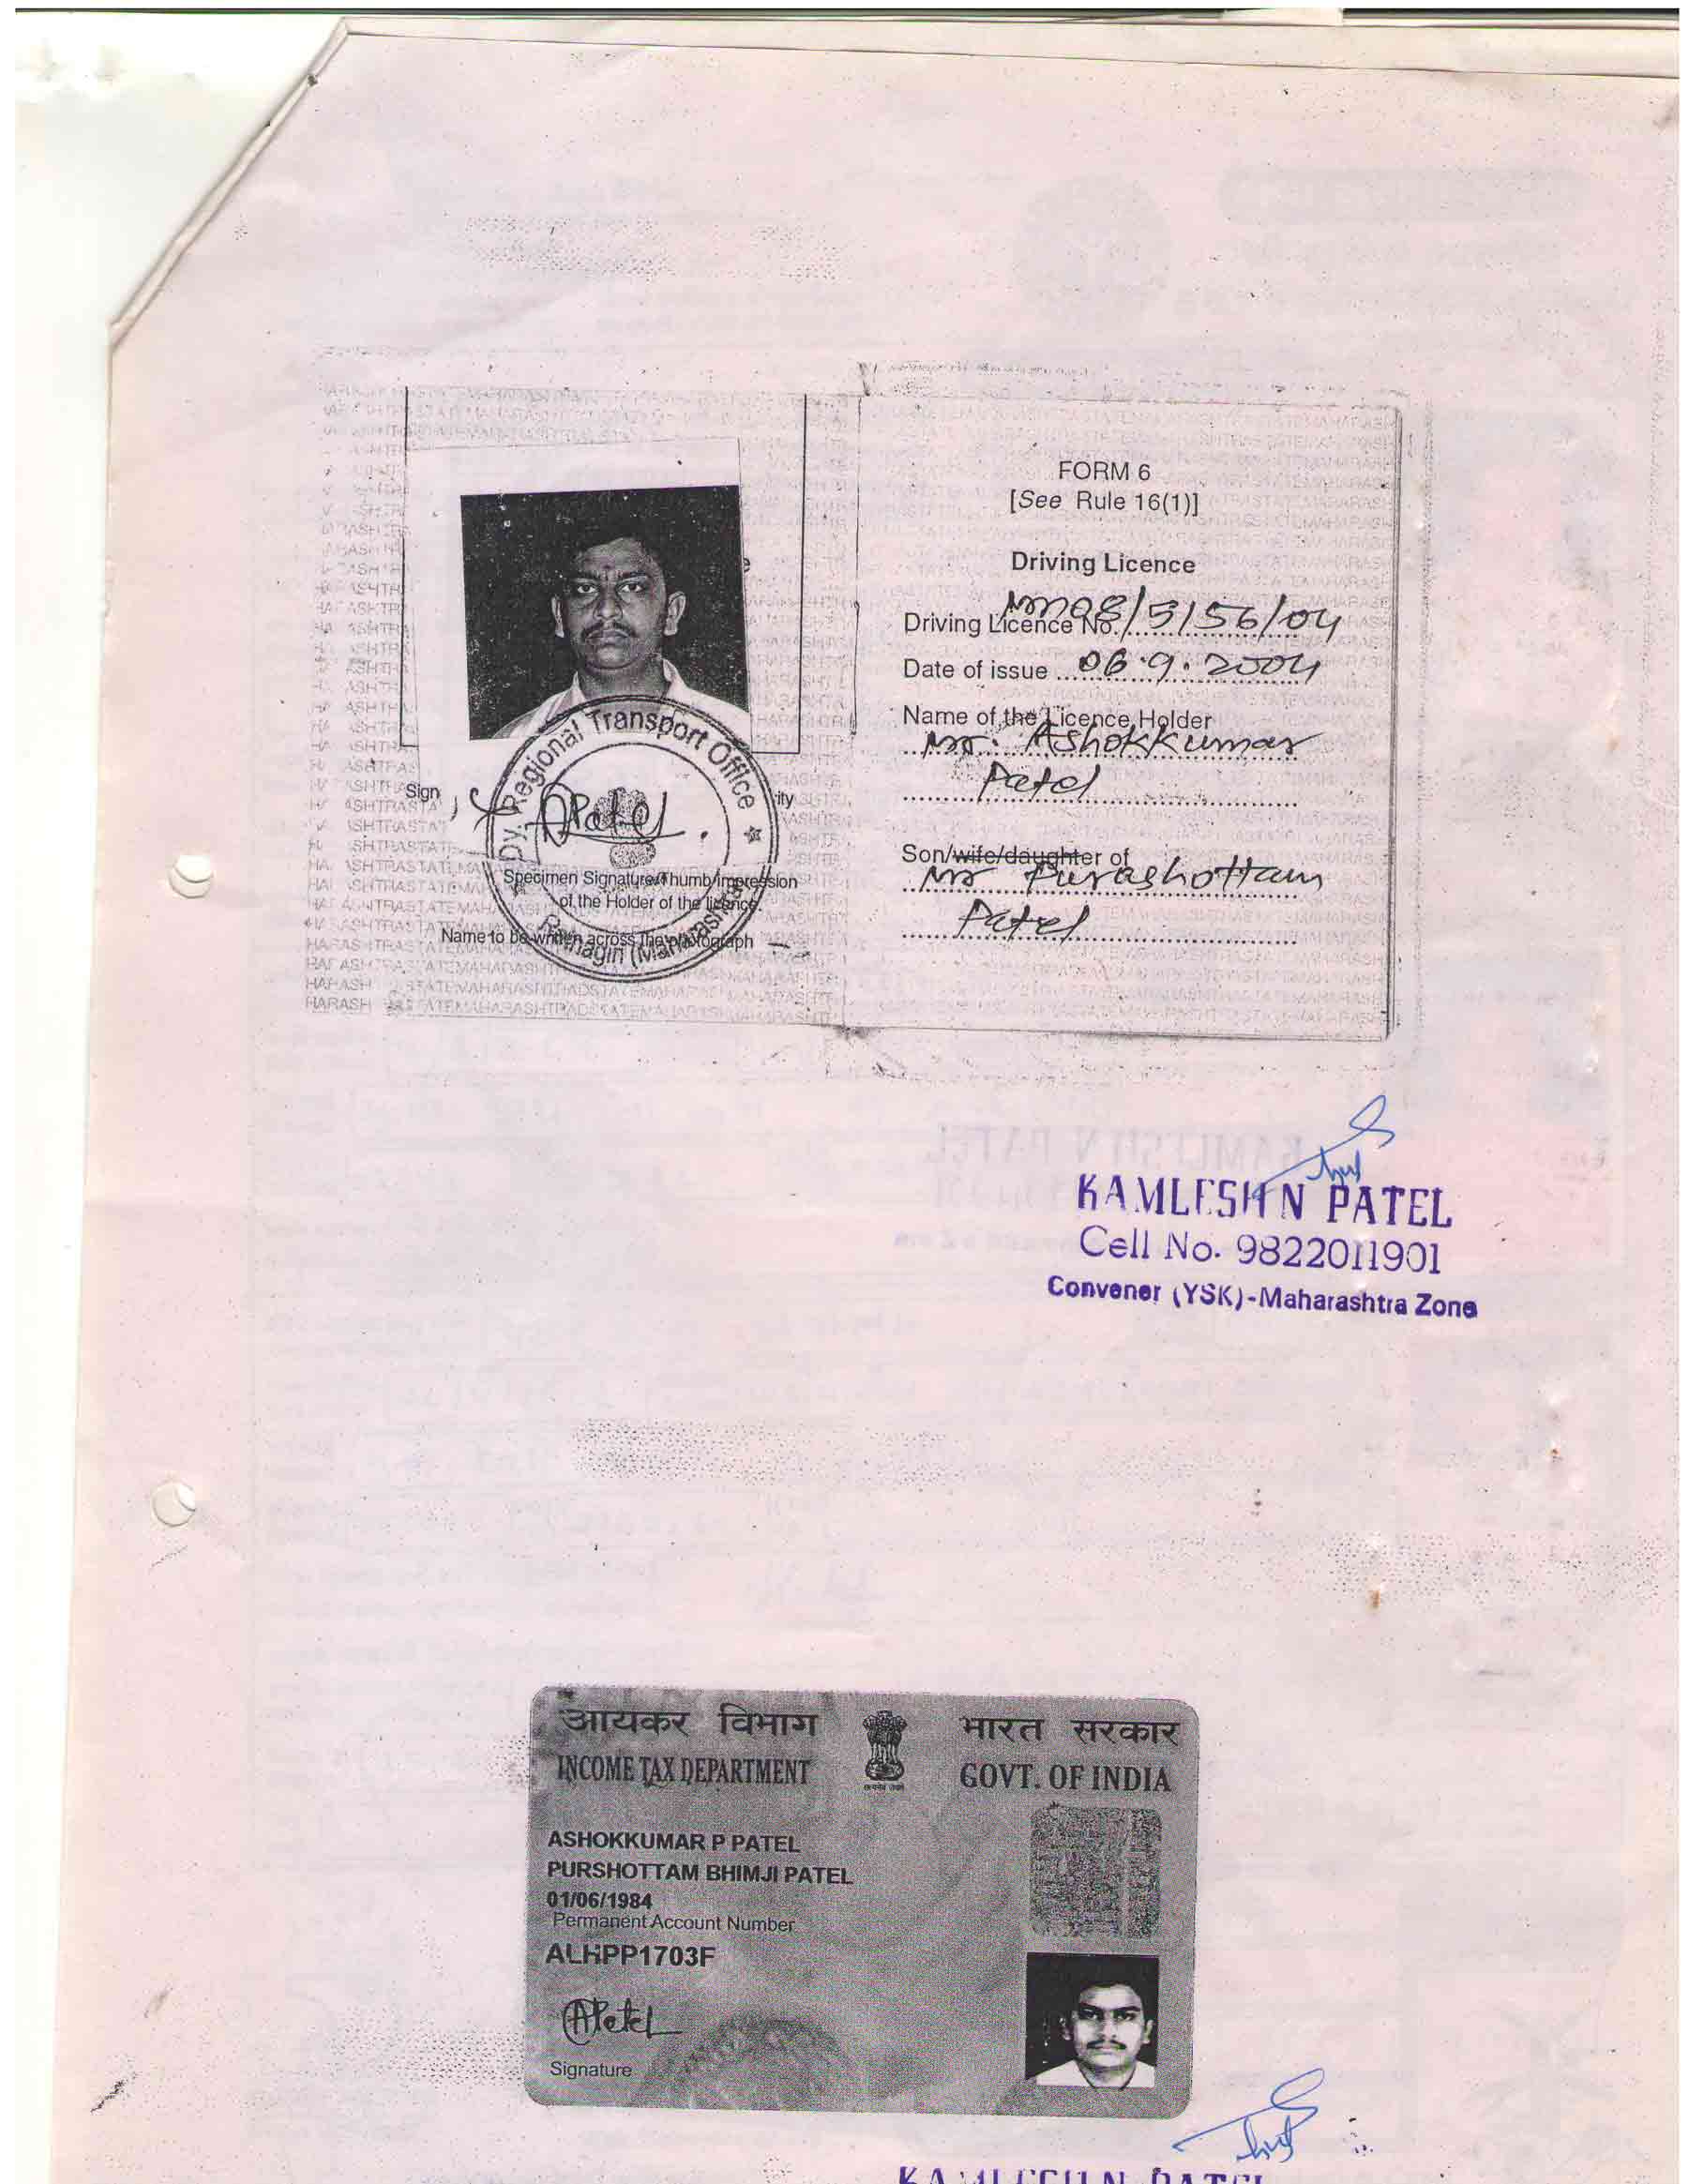 FORM 6
[See Rule 16(1)]
Driving Licence
Driving Licence No. MM08/5156/04
Date of issue 06.9.2004
Name of the Licence Holder
Mr. Ashokkumar
Patel
Son/wife/daughter of
Mr Purashottam
Patel
Dy. Regional Transport Office
Ratnagiri (Maharashtra)
Sign
APatel
Specimen Signature/Thumb impression
of the Holder of the licence.
Name to be written across the photograph
KAMLESH N PATEL
Cell No. 9822011901
Convener (YSK)-Maharashtra Zone
आयकर विभाग भारत सरकार
INCOME TAX DEPARTMENT GOVT. OF INDIA
ASHOKKUMAR P PATEL
PURSHOTTAM BHIMJI PATEL
01/06/1984
Permanent Account Number
ALHPP1703F
APatel
Signature
KAMLESH N PATEL